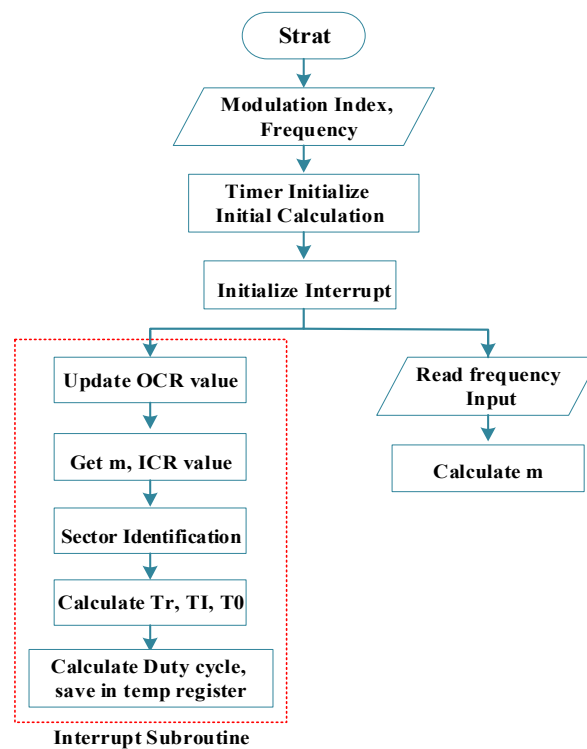 Strat
Modulation Index,
Frequency
Timer Initialize
Initial Calculation
Initialize Interrupt
Update OCR value
Get m, ICR value
Sector Identification
Calculate Tr, TI, T0
Calculate Duty cycle,
save in temp register
Interrupt Subroutine
Read frequency
Input
Calculate m